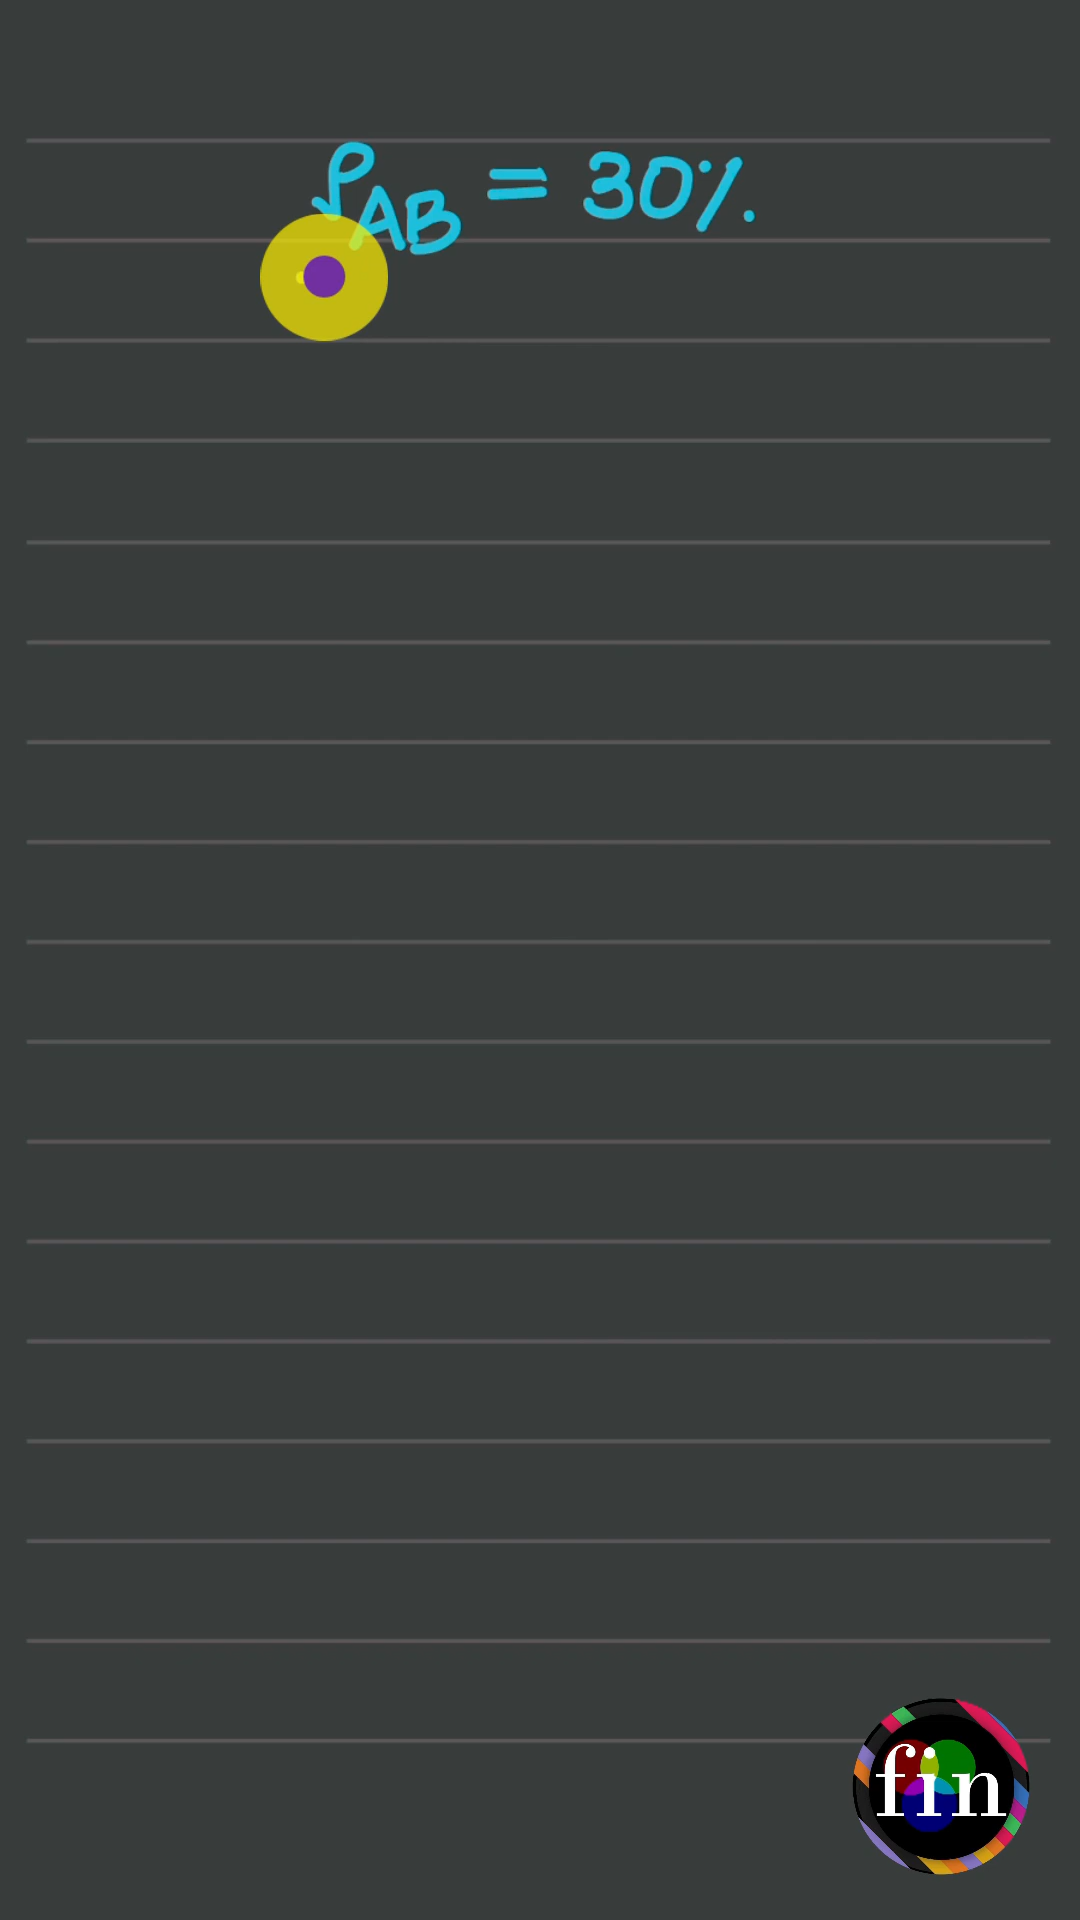 ρAB = 30%.
fin